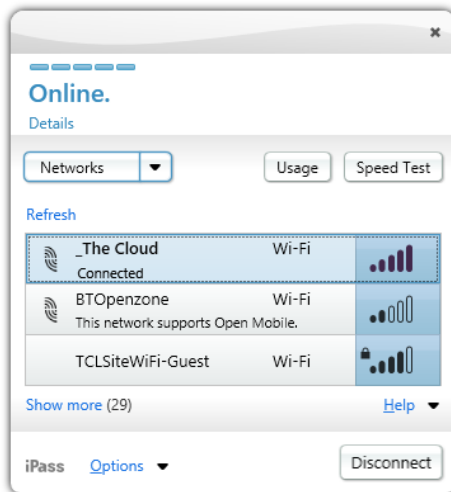 Online.
Details
Networks Usage Speed Test
Refresh
_The Cloud Wi-Fi
Connected
BTOpenzone Wi-Fi
This network supports Open Mobile.
TCLSiteWiFi-Guest Wi-Fi
Show more (29) Help
iPass Options Disconnect